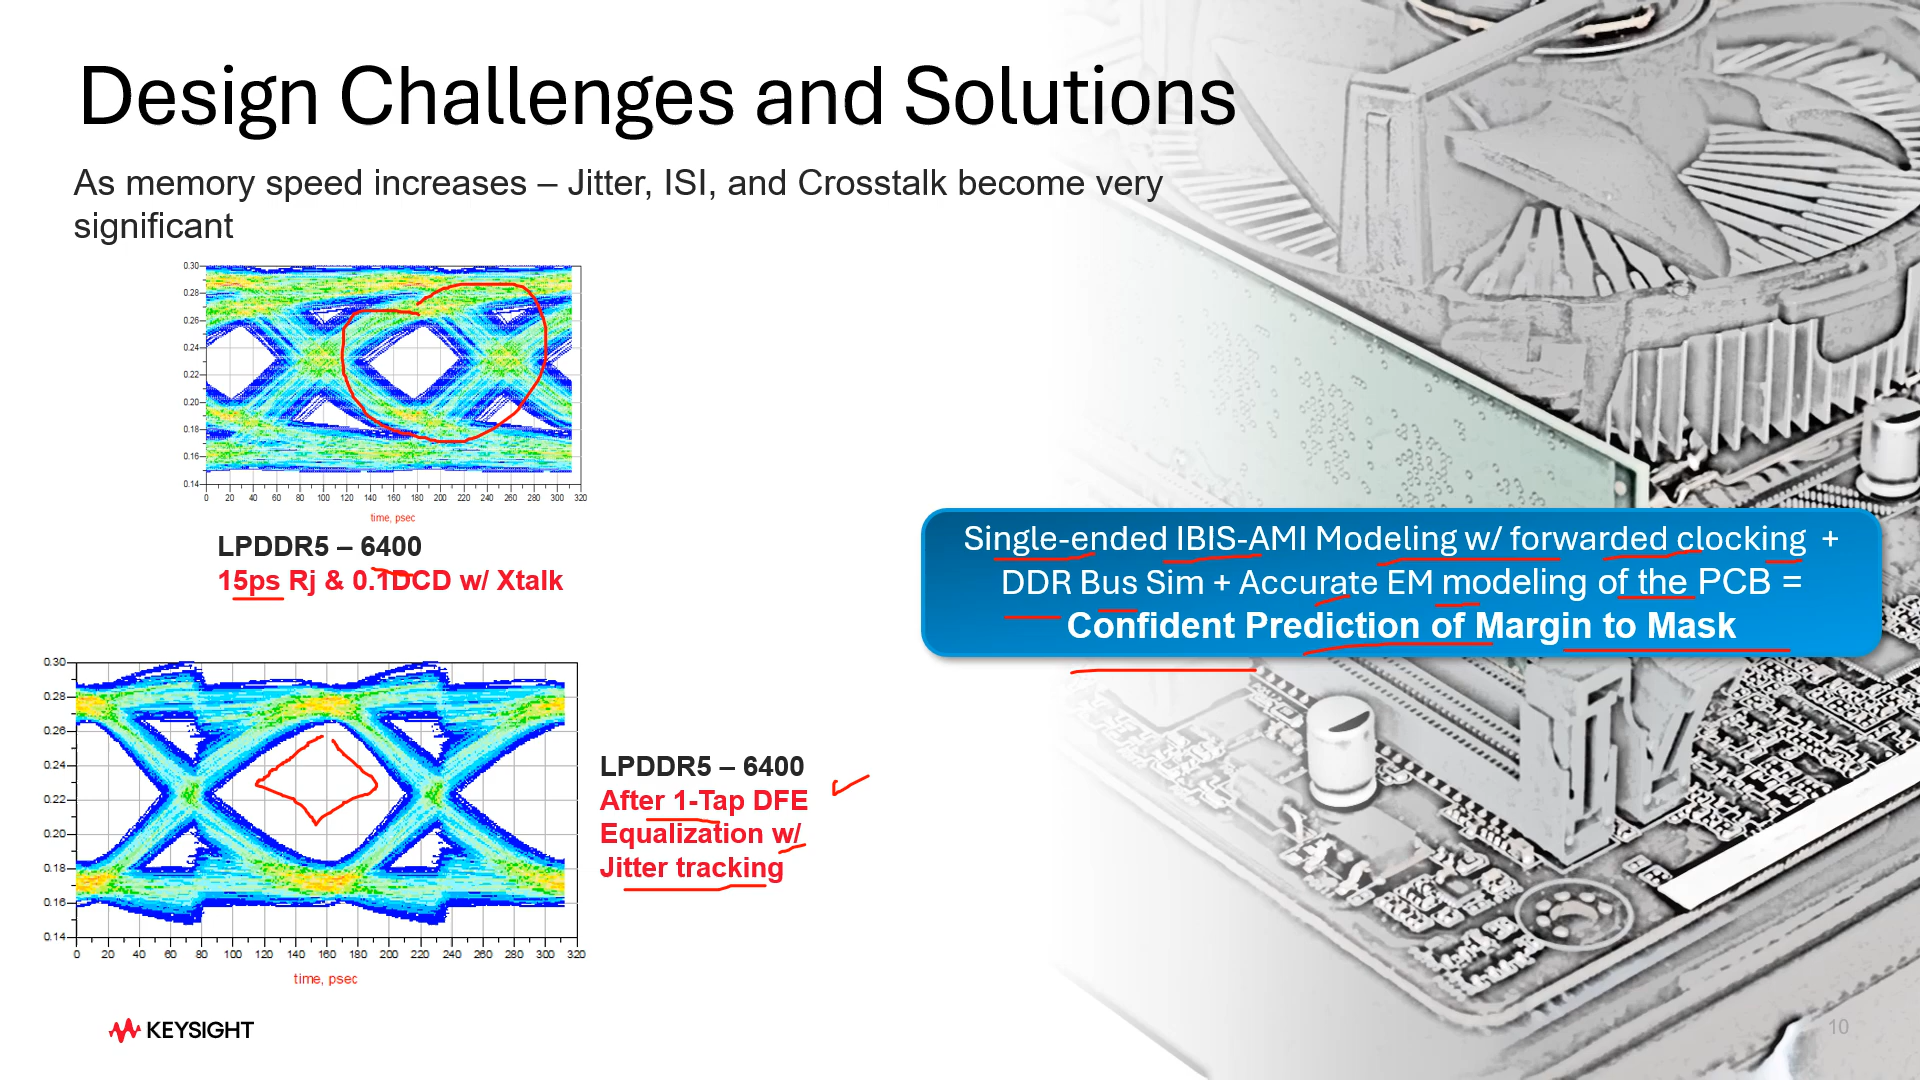 Design Challenges and Solutions
As memory speed increases – Jitter, ISI, and Crosstalk become very
significant
0.30
0.28
0.26
0.24
0.22
0.20
0.18
0.16
0.14
0 20 40 60 80 100 120 140 160 180 200 220 240 260 280 300 320
time, psec
LPDDR5 – 6400
15ps Rj & 0.1DCD w/ Xtalk
Single-ended IBIS-AMI Modeling w/ forwarded clocking +
DDR Bus Sim + Accurate EM modeling of the PCB =
Confident Prediction of Margin to Mask
0.30
0.28
0.26
0.24
0.22
0.20
0.18
0.16
0.14
0 20 40 60 80 100 120 140 160 180 200 220 240 260 280 300 320
time, psec
LPDDR5 – 6400
After 1-Tap DFE
Equalization w/
Jitter tracking
KEYSIGHT
10